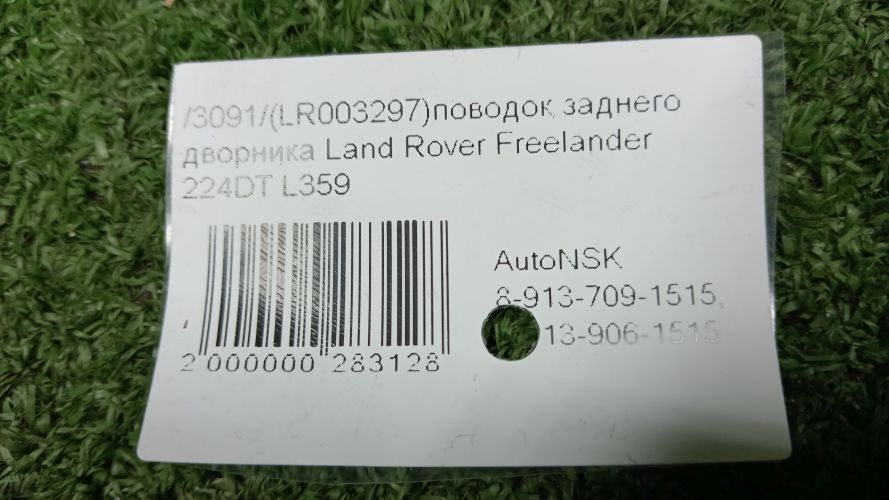 /3091/(LR003297)поводок заднего
дворника Land Rover Freelander
224DT L359
AutoNSK
8-913-709-1515,
13-906-1515
2 000000 283128